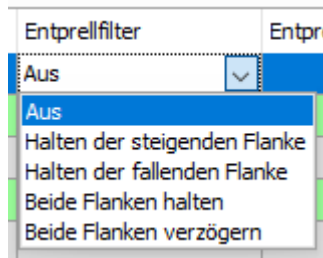 Entprellfilter Entpr
Aus
Aus
Halten der steigenden Flanke
Halten der fallenden Flanke
Beide Flanken halten
Beide Flanken verzögern